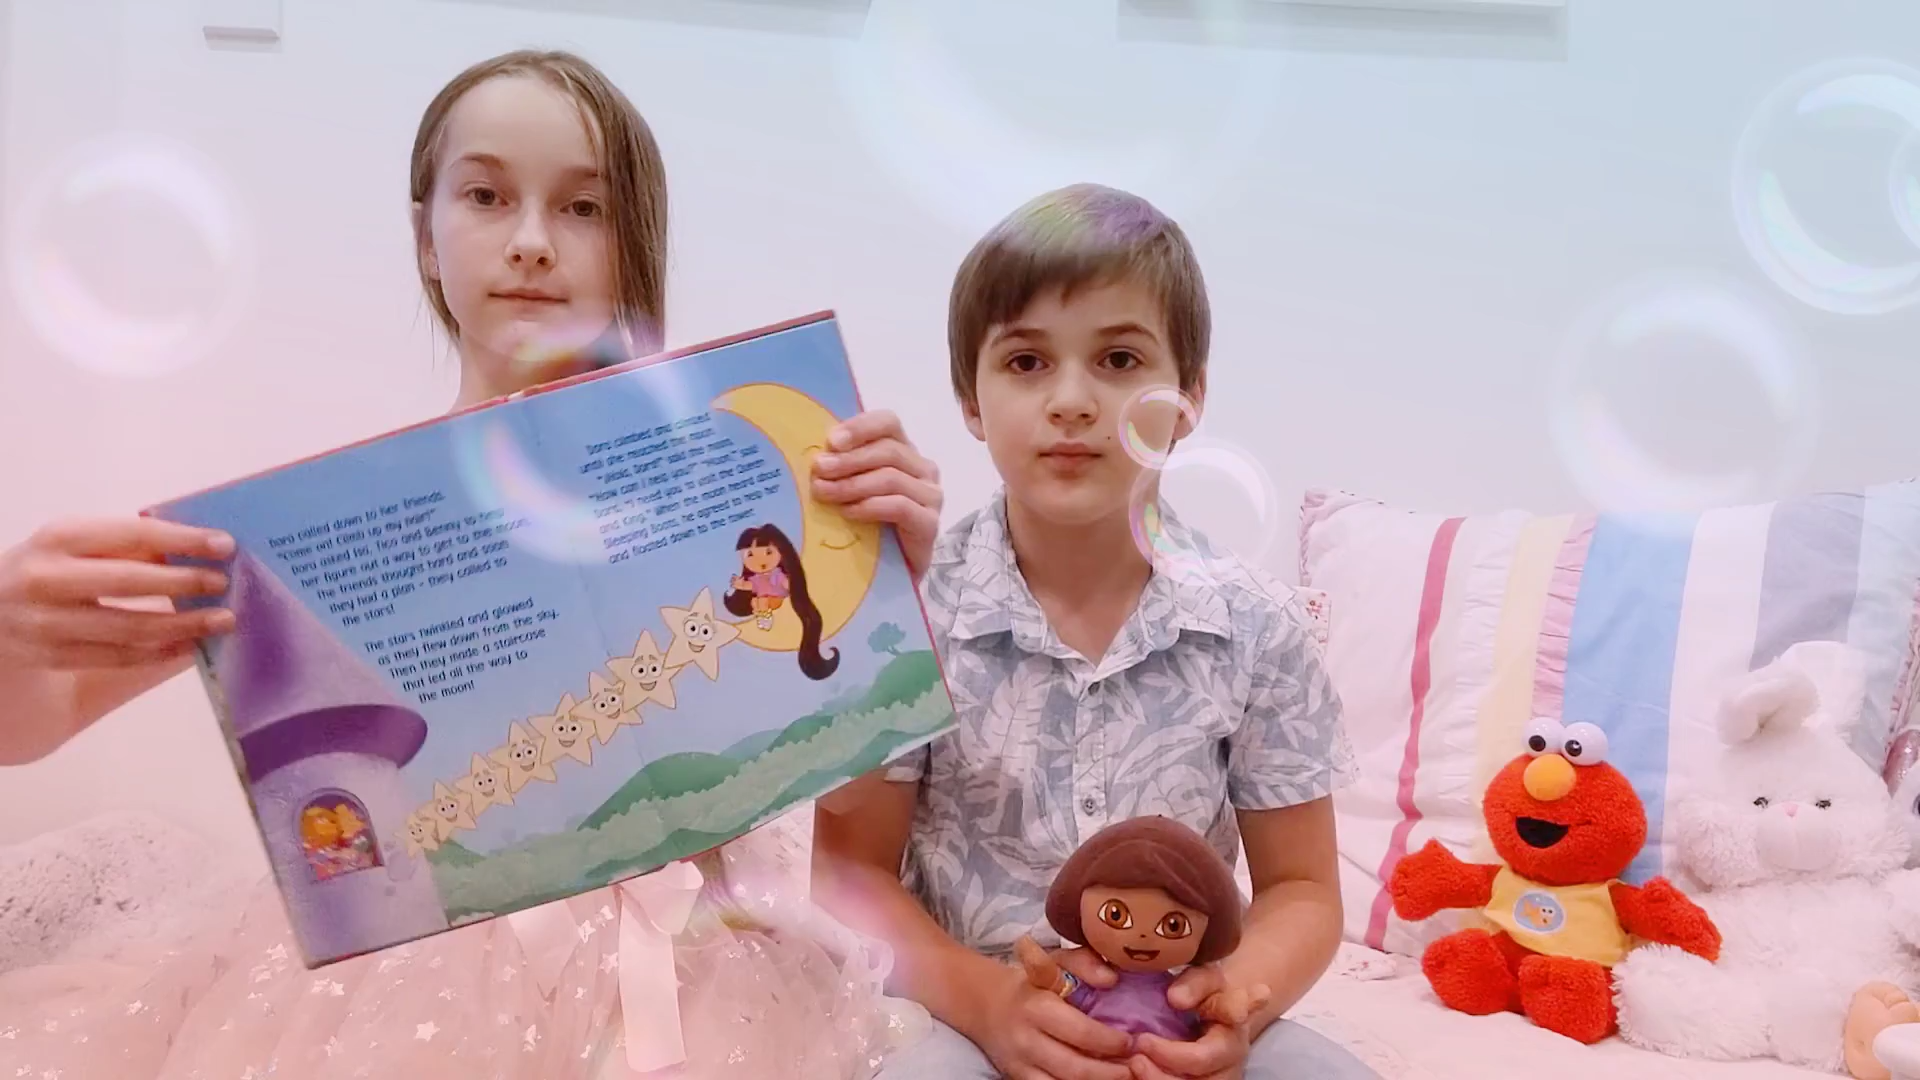 Dora called down to her friends.
"Come on! Climb up my hair!"
Dora asked Isa, Tico and Benny to help
her figure out a way to get to the moon.
The friends thought hard and soon
they had a plan - they called to
the stars!
The stars twinkled and glowed
as they flew down from the sky.
Then they made a staircase
that led all the way to
the moon!
Dora climbed and climbed
until she reached the moon.
"¡Hola, Dora!" said the moon.
"How can I help you?" "Moon," said
Dora, "I need you to visit the Queen
and King." When the moon heard about
Sleeping Boots, he agreed to help her
and floated down to the tower.